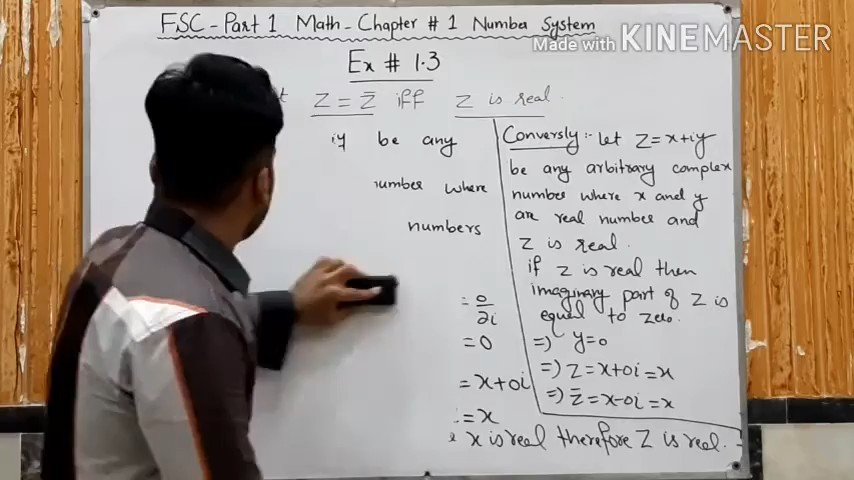 FSC-Part 1 Math-Chapter # 1 Numba System
Made with KINEMASTER
Ex # 1.3
t Z = Z̄ iff Z is real.
iy be any
number where
numbers
= 0/2i
= 0
= x+0i
= x
x is real therefore Z is real.
Conversly :- let Z=x+iy
be any arbitrary complex
number where x and y
are real number and
Z is real.
if Z is real then
imaginary part of Z is
equal to zero.
=) y=0
=) Z = x+0i = x
=) Z̄ = x-0i = x